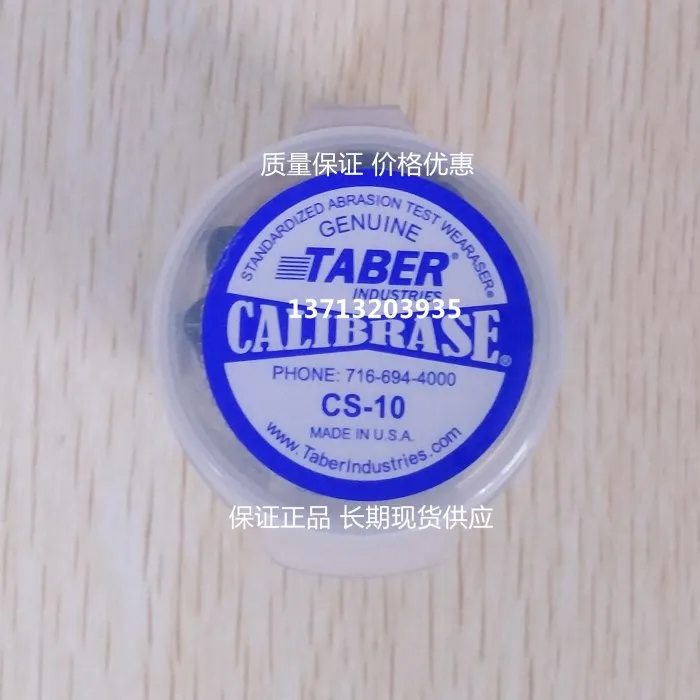 质量保证 价格优惠
STANDARDIZED ABRASION TEST WEARASER®
GENUINE
TABER®
INDUSTRIES
13713203935
CALIBRASE®
PHONE: 716-694-4000
CS-10
MADE IN U.S.A.
www.TaberIndustries.com
保证正品 长期现货供应